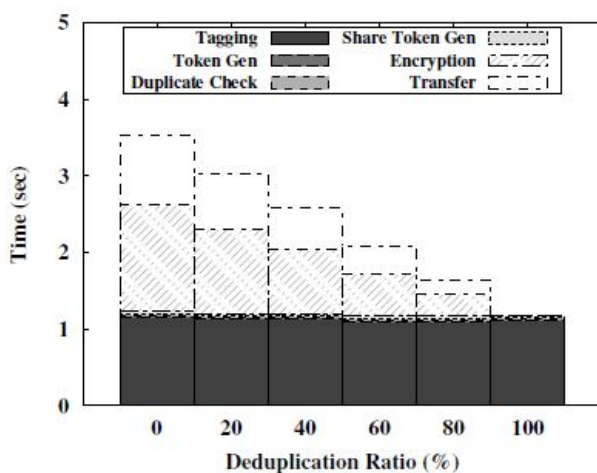 5
4
3
2
1
0
Time (sec)
Tagging
Token Gen
Duplicate Check
Share Token Gen
Encryption
Transfer
0 20 40 60 80 100
Deduplication Ratio (%)